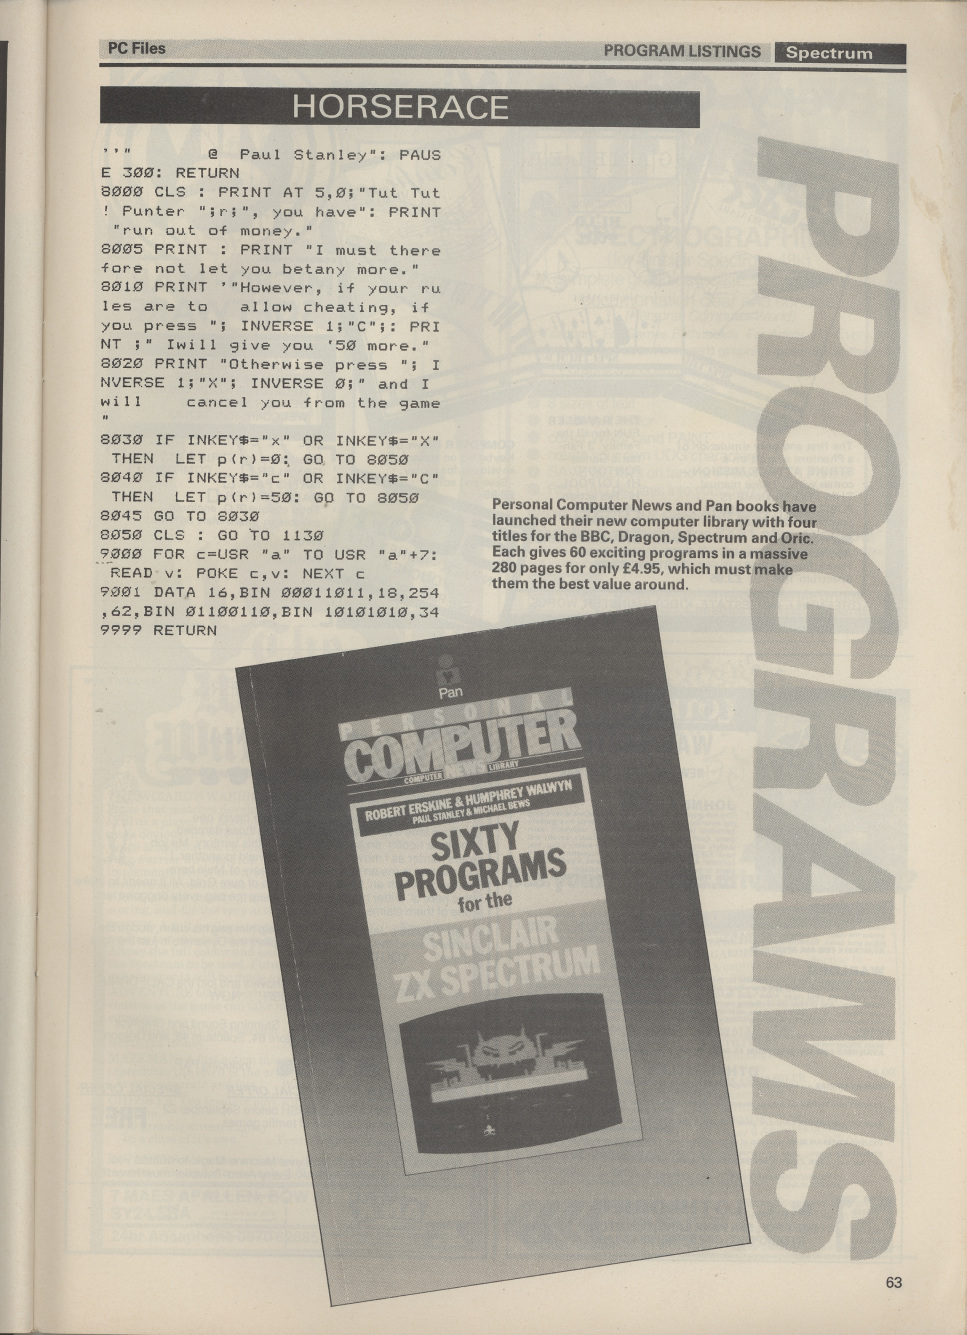 PC Files
PROGRAM LISTINGS Spectrum
HORSERACE
''"       @  Paul Stanley": PAUS
E 300: RETURN
8000 CLS : PRINT AT 5,0;"Tut Tut
! Punter ";r;", you have": PRINT
"run out of money."
8005 PRINT : PRINT "I must there
fore not let you betany more."
8010 PRINT '"However, if your ru
les are to   allow cheating, if
you press "; INVERSE 1;"C";: PRI
NT ;" Iwill give you '50 more."
8020 PRINT "Otherwise press "; I
NVERSE 1;"X"; INVERSE 0;" and I
will    cancel you from the game
"
8030 IF INKEY$="x" OR INKEY$="X"
THEN  LET p(r)=0: GO TO 8050
8040 IF INKEY$="c" OR INKEY$="C"
THEN  LET p(r)=50: GO TO 8050
8045 GO TO 8030
8050 CLS : GO TO 1130
9000 FOR c=USR "a" TO USR "a"+7:
READ v: POKE c,v: NEXT c
9001 DATA 16,BIN 00011011,18,254
,62,BIN 01100110,BIN 10101010,34
9999 RETURN
Personal Computer News and Pan books have
launched their new computer library with four
titles for the BBC, Dragon, Spectrum and Oric.
Each gives 60 exciting programs in a massive
280 pages for only £4.95, which must make
them the best value around.
PROGRAMS
Pan
PERSONAL
COMPUTER
COMPUTER NEWS LIBRARY
ROBERT ERSKINE & HUMPHREY WALWYN
PAUL STANLEY & MICHAEL BEWS
SIXTY
PROGRAMS
for the
SINCLAIR
ZX SPECTRUM
63